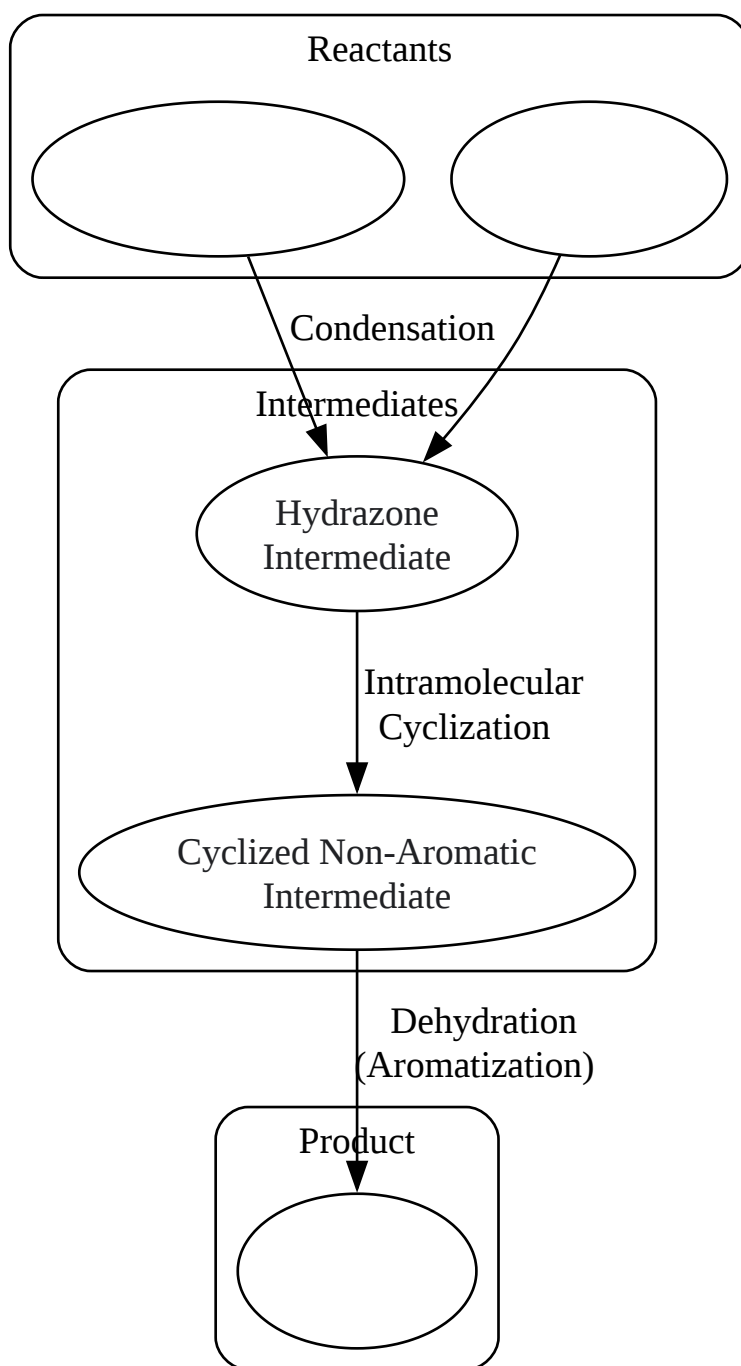 Reactants
Condensation
Intermediates
Hydrazone
Intermediate
Intramolecular
Cyclization
Cyclized Non-Aromatic
Intermediate
Dehydration
(Aromatization)
Product